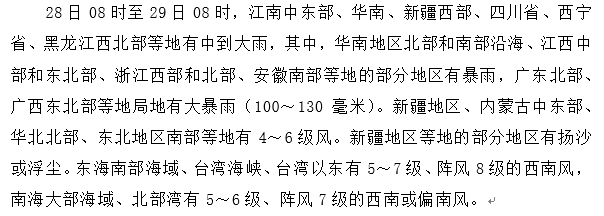 28日08时至29日08时，江南中东部、华南、新疆西部、四川省、西宁
省、黑龙江西北部等地有中到大雨，其中，华南地区北部和南部沿海、江西中
部和东北部、浙江西部和北部、安徽南部等地的部分地区有暴雨，广东北部、
广西东北部等地局地有大暴雨（100～130 毫米）。新疆地区、内蒙古中东部、
华北北部、东北地区南部等地有 4～6 级风。新疆地区等地的部分地区有扬沙
或浮尘。东海南部海域、台湾海峡、台湾以东有 5～7 级、阵风 8 级的西南风，
南海大部海域、北部湾有 5～6 级、阵风 7 级的西南或偏南风。